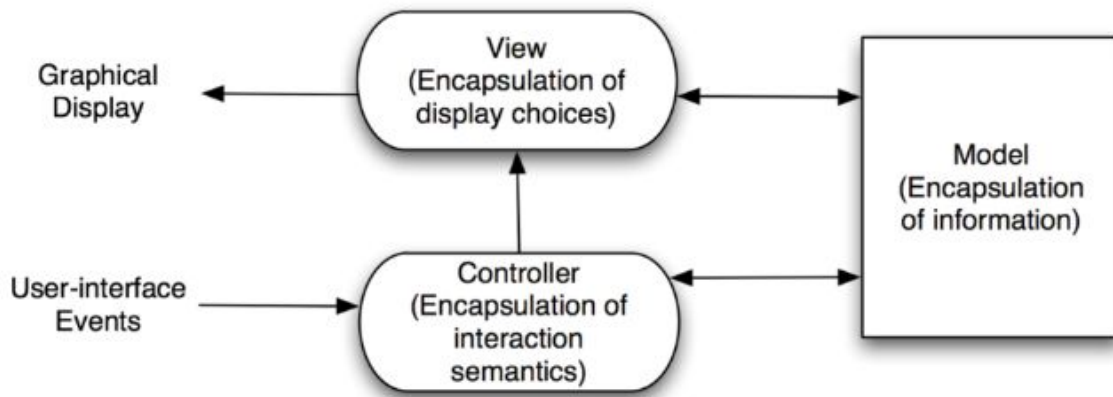 Graphical
Display
View
(Encapsulation of
display choices)
Model
(Encapsulation
of information)
User-interface
Events
Controller
(Encapsulation of
interaction
semantics)